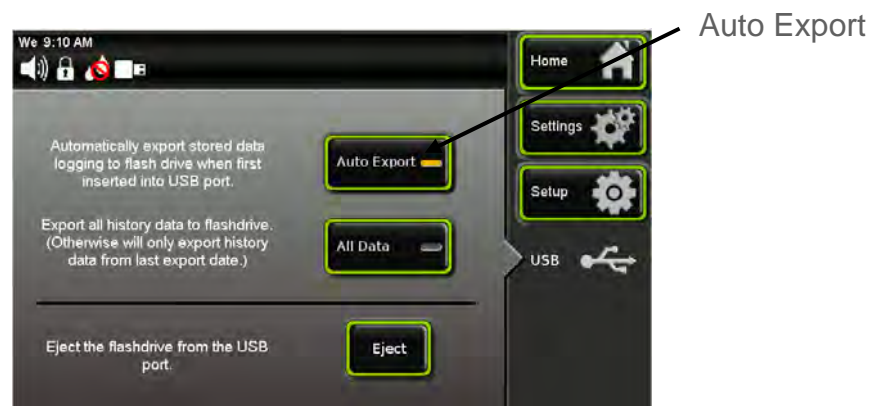 Auto Export
We 9:10 AM
Home
Automatically export stored data
logging to flash drive when first
inserted into USB port.
Auto Export
Settings
Setup
Export all history data to flashdrive.
(Otherwise will only export history
data from last export date.)
All Data
USB
Eject the flashdrive from the USB
port.
Eject